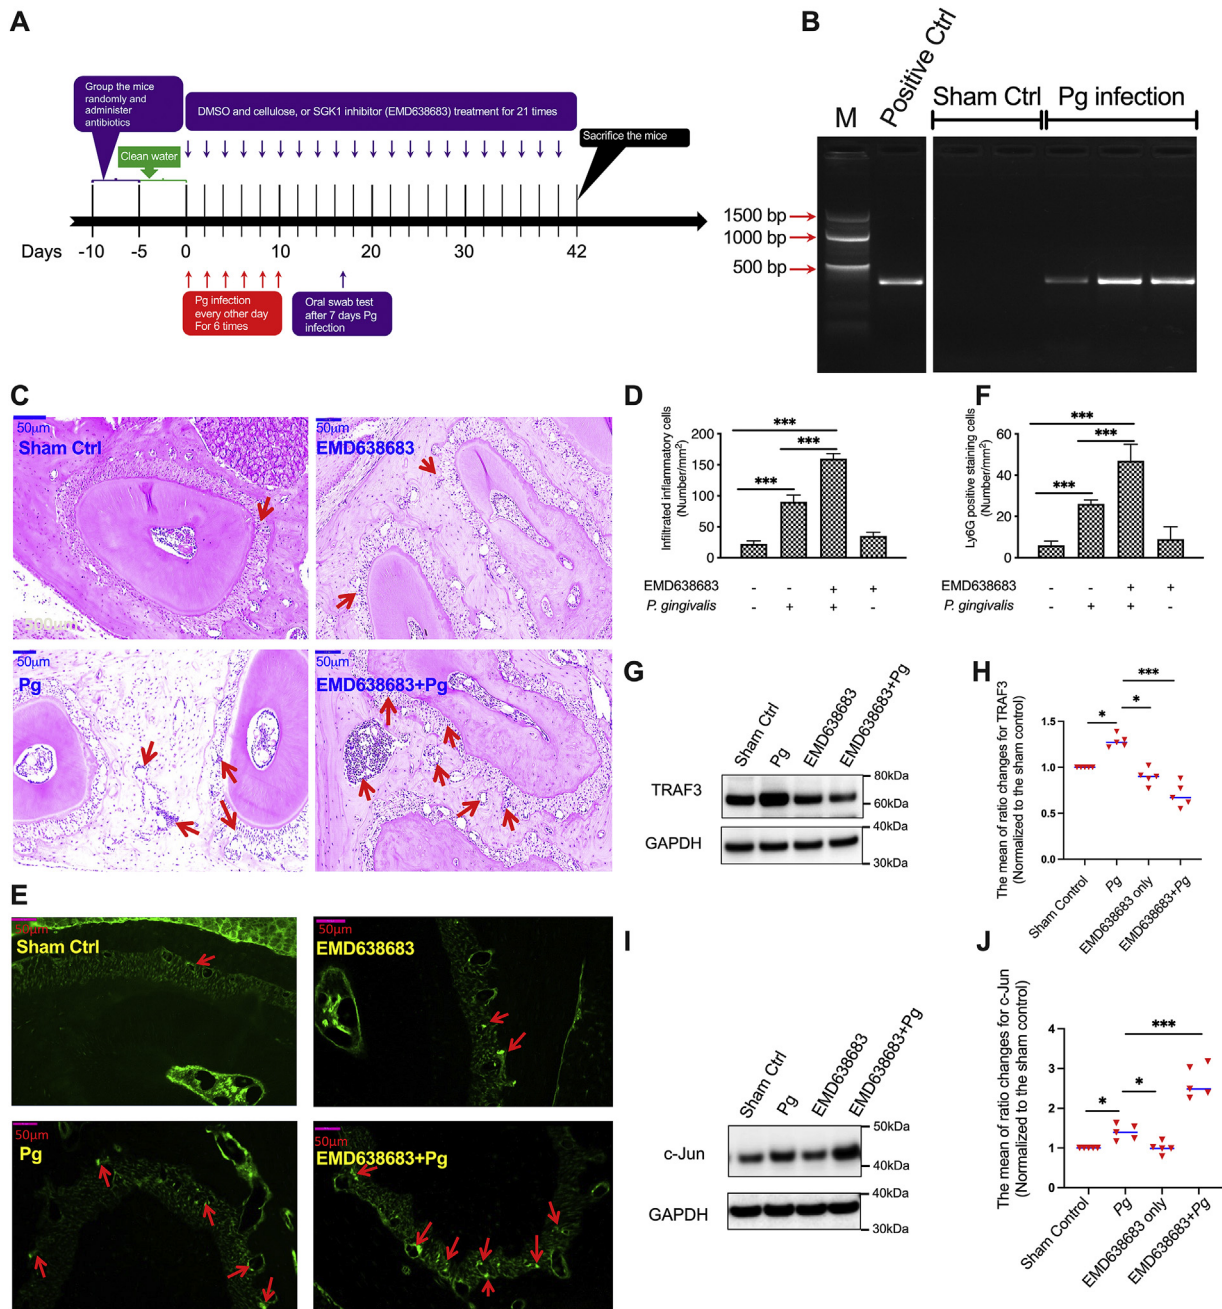 A
Group the mice
randomly and
administer
antibiotics
DMSO and cellulose, or SGK1 inhibitor (EMD638683) treatment for 21 times
Sacrifice the mice
Clean water
Days -10 -5 0 10 20 30 42
Pg infection
every other day
For 6 times
Oral swab test
after 7 days Pg
infection
B
M Positive Ctrl Sham Ctrl Pg infection
1500 bp
1000 bp
500 bp
C
50μm
Sham Ctrl
50μm
EMD638683
50μm
Pg
50μm
EMD638683+Pg
D
Infiltrated inflammatory cells
(Number/mm²)
200
150
100
50
0
*** *** ***
EMD638683 - - + +
P. gingivalis - + + -
F
Ly6G positive staining cells
(Number/mm²)
60
40
20
0
*** *** ***
EMD638683 - - + +
P. gingivalis - + + -
E
50μm
Sham Ctrl
50μm
EMD638683
50μm
Pg
50μm
EMD638683+Pg
G
Sham Ctrl Pg EMD638683 EMD638683+Pg
TRAF3
80kDa
60kDa
GAPDH
40kDa
30kDa
H
The mean of ratio changes for TRAF3
(Normalized to the sham control)
1.5
1.0
0.5
0.0
* * ***
Sham Control Pg EMD638683 only EMD638683+Pg
I
Sham Ctrl Pg EMD638683 EMD638683+Pg
c-Jun
50kDa
40kDa
GAPDH
40kDa
30kDa
J
The mean of ratio changes for c-Jun
(Normalized to the sham control)
4
3
2
1
0
* * ***
Sham Control Pg EMD638683 only EMD638683+Pg